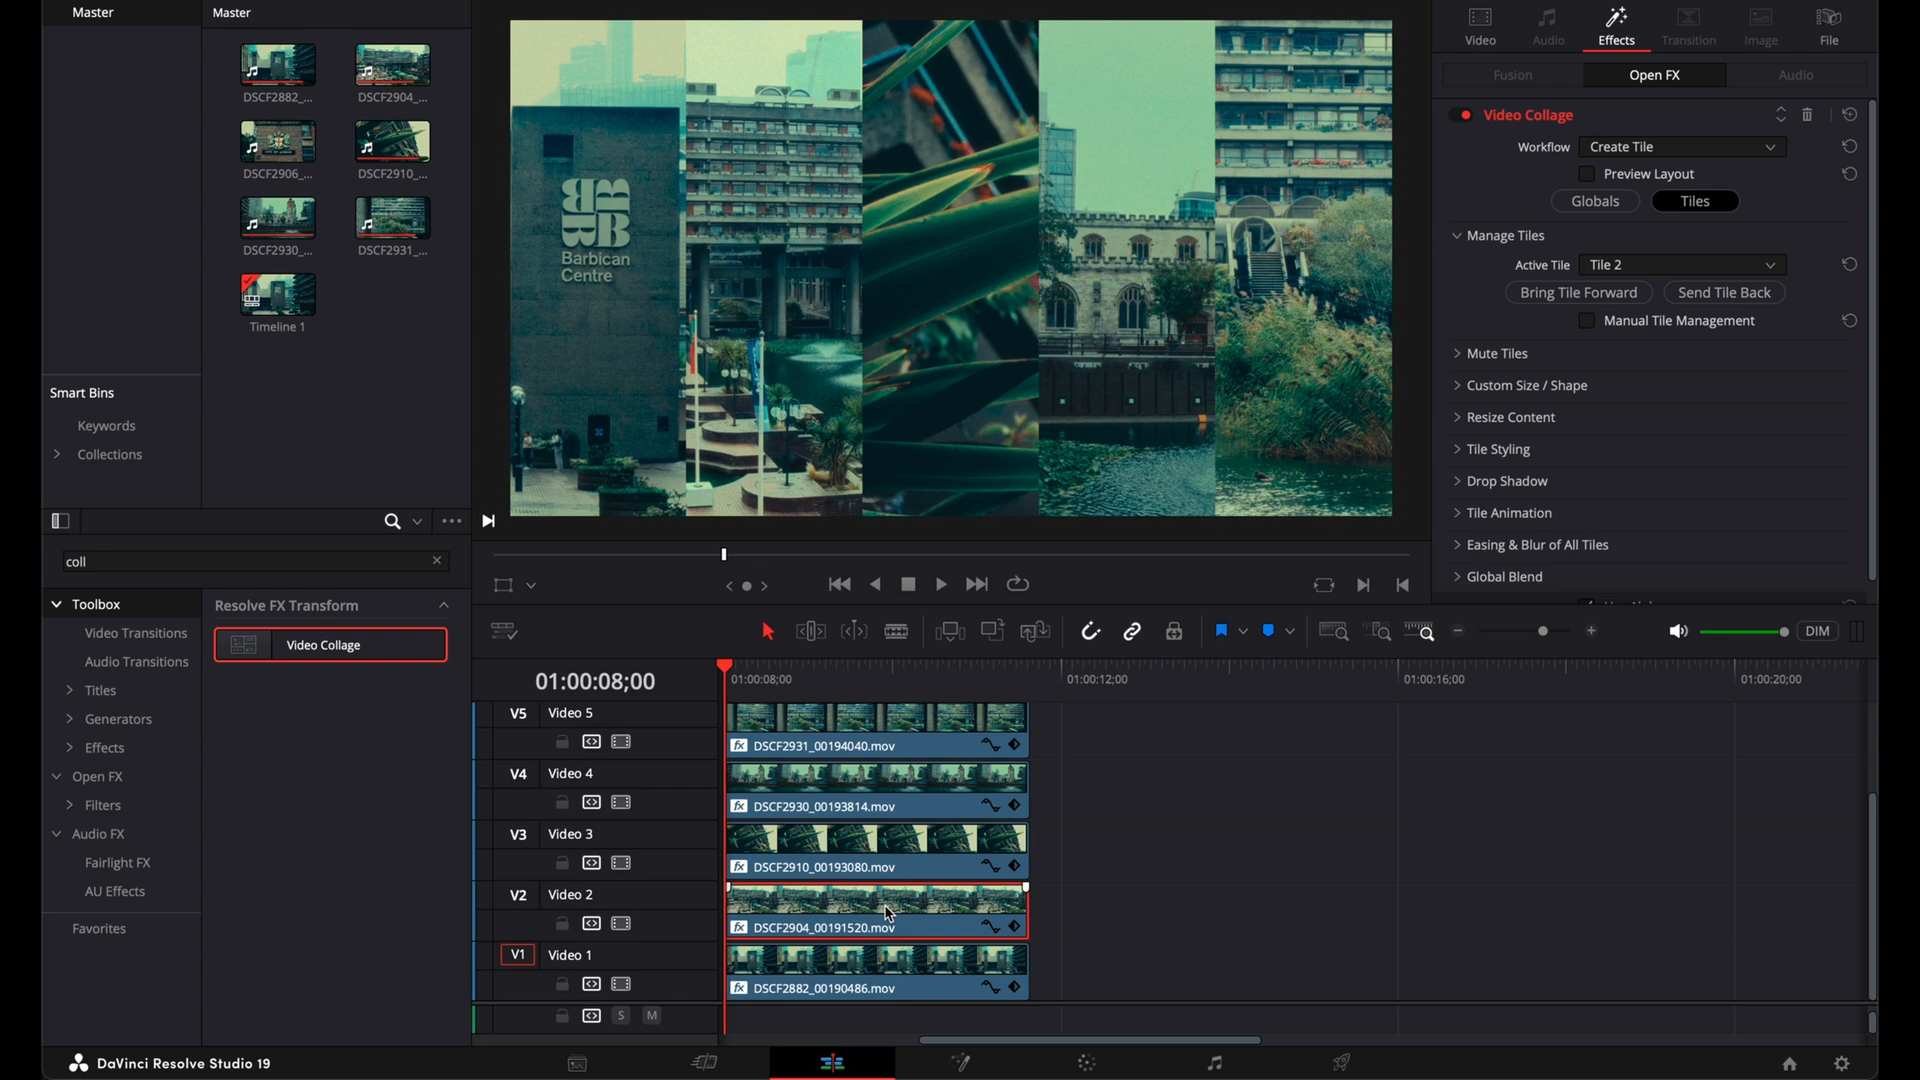 Master
Master
DSCF2882_...
DSCF2904_...
DSCF2906_...
DSCF2910_...
DSCF2930_...
DSCF2931_...
Timeline 1
Smart Bins
Keywords
Collections
coll
Toolbox
Video Transitions
Audio Transitions
Titles
Generators
Effects
Open FX
Filters
Audio FX
Fairlight FX
AU Effects
Favorites
Resolve FX Transform
Video Collage
Barbican
Centre
Video
Audio
Effects
Transition
Image
File
Fusion
Open FX
Audio
Video Collage
Workflow
Create Tile
Preview Layout
Globals
Tiles
Manage Tiles
Active Tile
Tile 2
Bring Tile Forward
Send Tile Back
Manual Tile Management
Mute Tiles
Custom Size / Shape
Resize Content
Tile Styling
Drop Shadow
Tile Animation
Easing & Blur of All Tiles
Global Blend
DIM
01:00:08;00
01:00:08;00
01:00:12;00
01:00:16;00
01:00:20;00
V5 Video 5
fx DSCF2931_00194040.mov
V4 Video 4
fx DSCF2930_00193814.mov
V3 Video 3
fx DSCF2910_00193080.mov
V2 Video 2
fx DSCF2904_00191520.mov
V1 Video 1
fx DSCF2882_00190486.mov
S M
DaVinci Resolve Studio 19